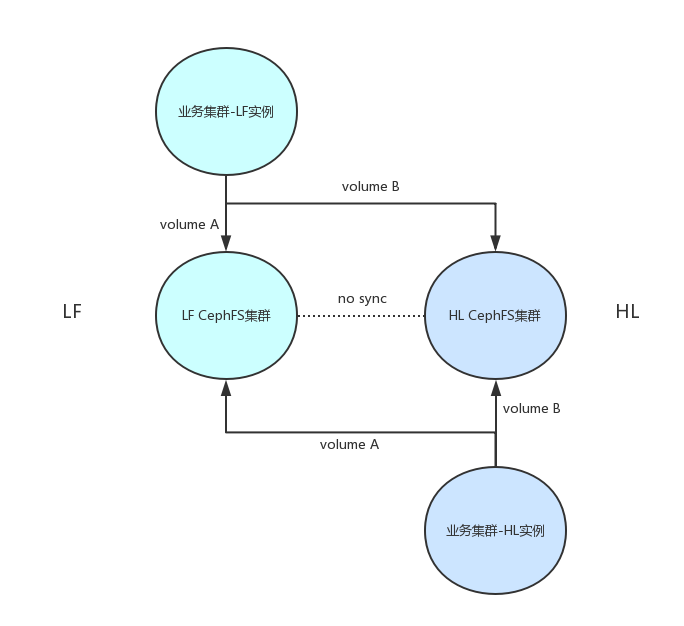 业务集群-LF实例
volume B
volume A
LF
LF CephFS集群
no sync
HL CephFS集群
HL
volume B
volume A
业务集群-HL实例